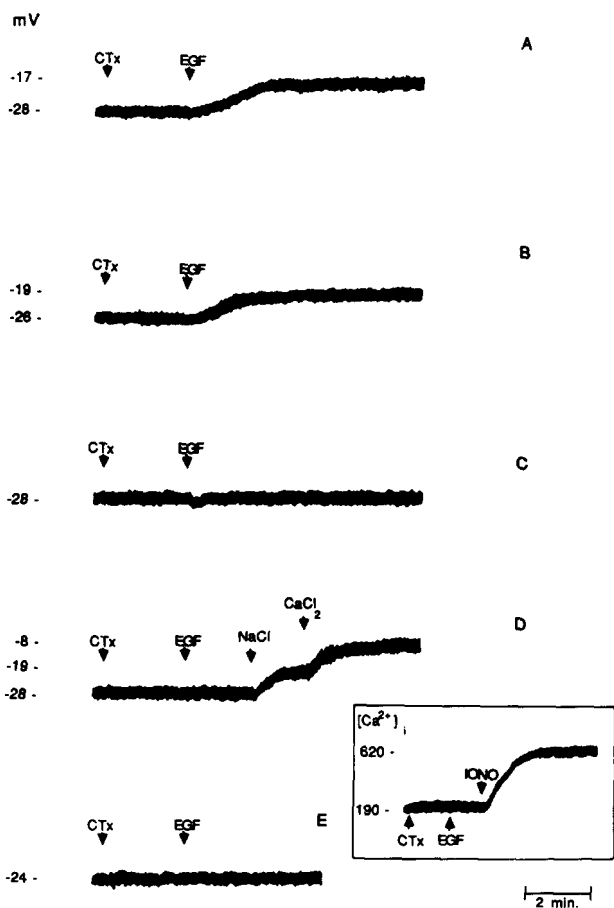 mV
A
CTx EGF
-17 -
-28 -
B
CTx EGF
-19 -
-26 -
C
CTx EGF
-28 -
D
CTx EGF NaCl CaCl2
-8 -
-19 -
-28 -
[Ca2+]i
620 -
IONO
190 -
CTx EGF
E
CTx EGF
-24 -
2 min.